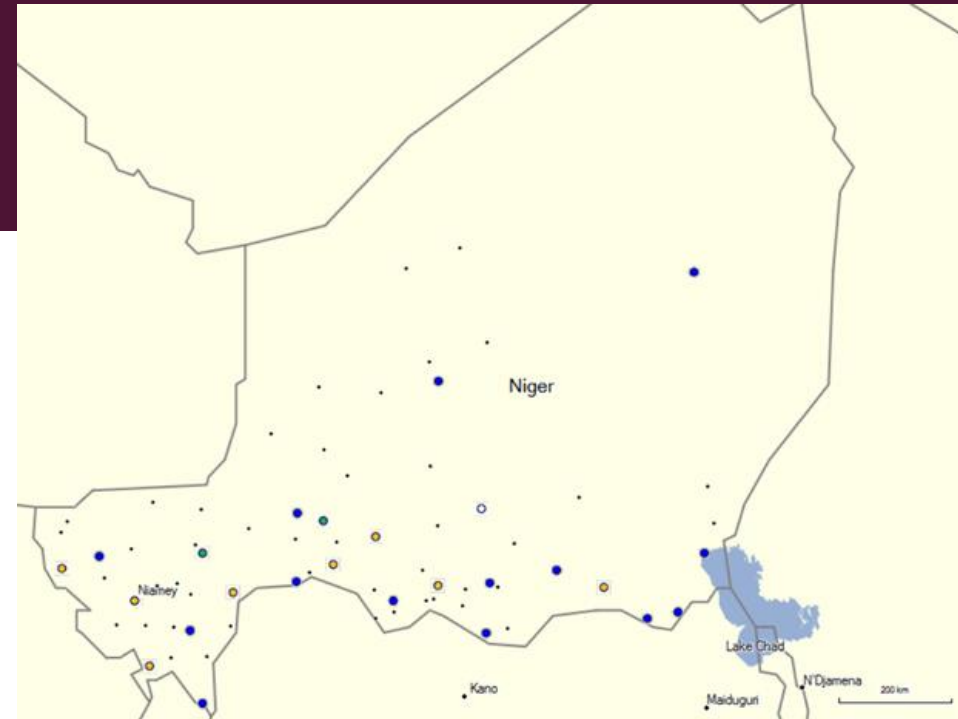 Niger
Niamey
Lake Chad
Kano
N'Djamena
Maiduguri
200 km